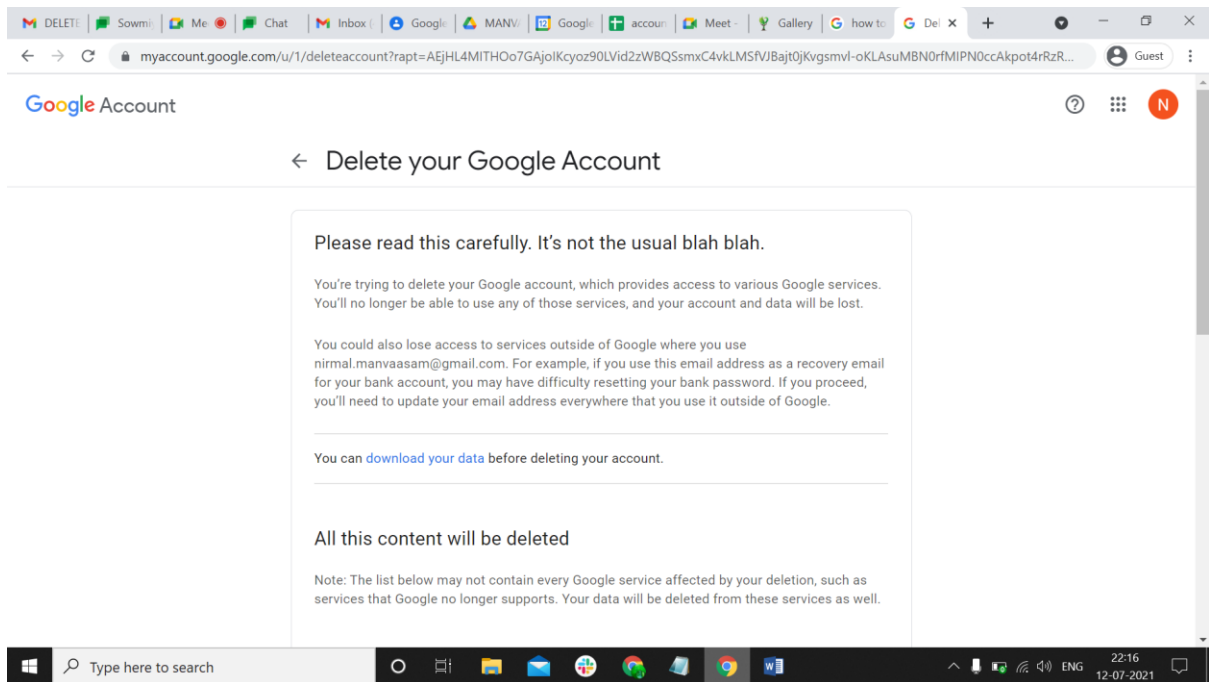 DELETE
Sowmi
Me
Chat
Inbox (
Google
MANVA
12
Google
accoun
Meet -
Gallery
how to
Del
myaccount.google.com/u/1/deleteaccount?rapt=AEjHL4MITHOo7GAjolKcyoz90LVid2zWBQSsmxC4vkLMSfVJBajt0jKvgsmvl-oKLAsuMBN0rfMIPN0ccAkpot4rRzR...
Guest
Google Account
N
Delete your Google Account
Please read this carefully. It's not the usual blah blah.
You're trying to delete your Google account, which provides access to various Google services.
You'll no longer be able to use any of those services, and your account and data will be lost.
You could also lose access to services outside of Google where you use
nirmal.manvaasam@gmail.com. For example, if you use this email address as a recovery email
for your bank account, you may have difficulty resetting your bank password. If you proceed,
you'll need to update your email address everywhere that you use it outside of Google.
You can download your data before deleting your account.
All this content will be deleted
Note: The list below may not contain every Google service affected by your deletion, such as
services that Google no longer supports. Your data will be deleted from these services as well.
Type here to search
ENG
22:16
12-07-2021